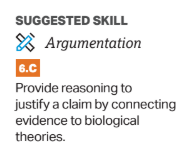 SUGGESTED SKILL
Argumentation
6.C
Provide reasoning to
justify a claim by connecting
evidence to biological
theories.